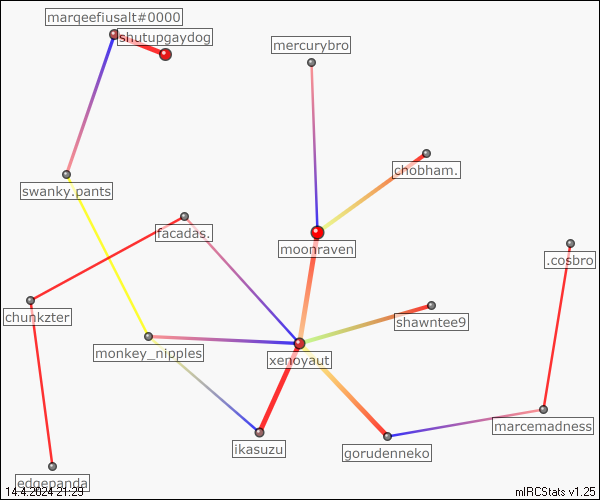 marqeefiusalt#0000
shutupgaydog
mercurybro
chobham.
swanky.pants
facadas.
moonraven
.cosbro
chunkzter
shawntee9
monkey_nipples
xenoyaut
marcemadness
ikasuzu
gorudenneko
edgepanda
14.4.2024 21:29
mIRCStats v1.25